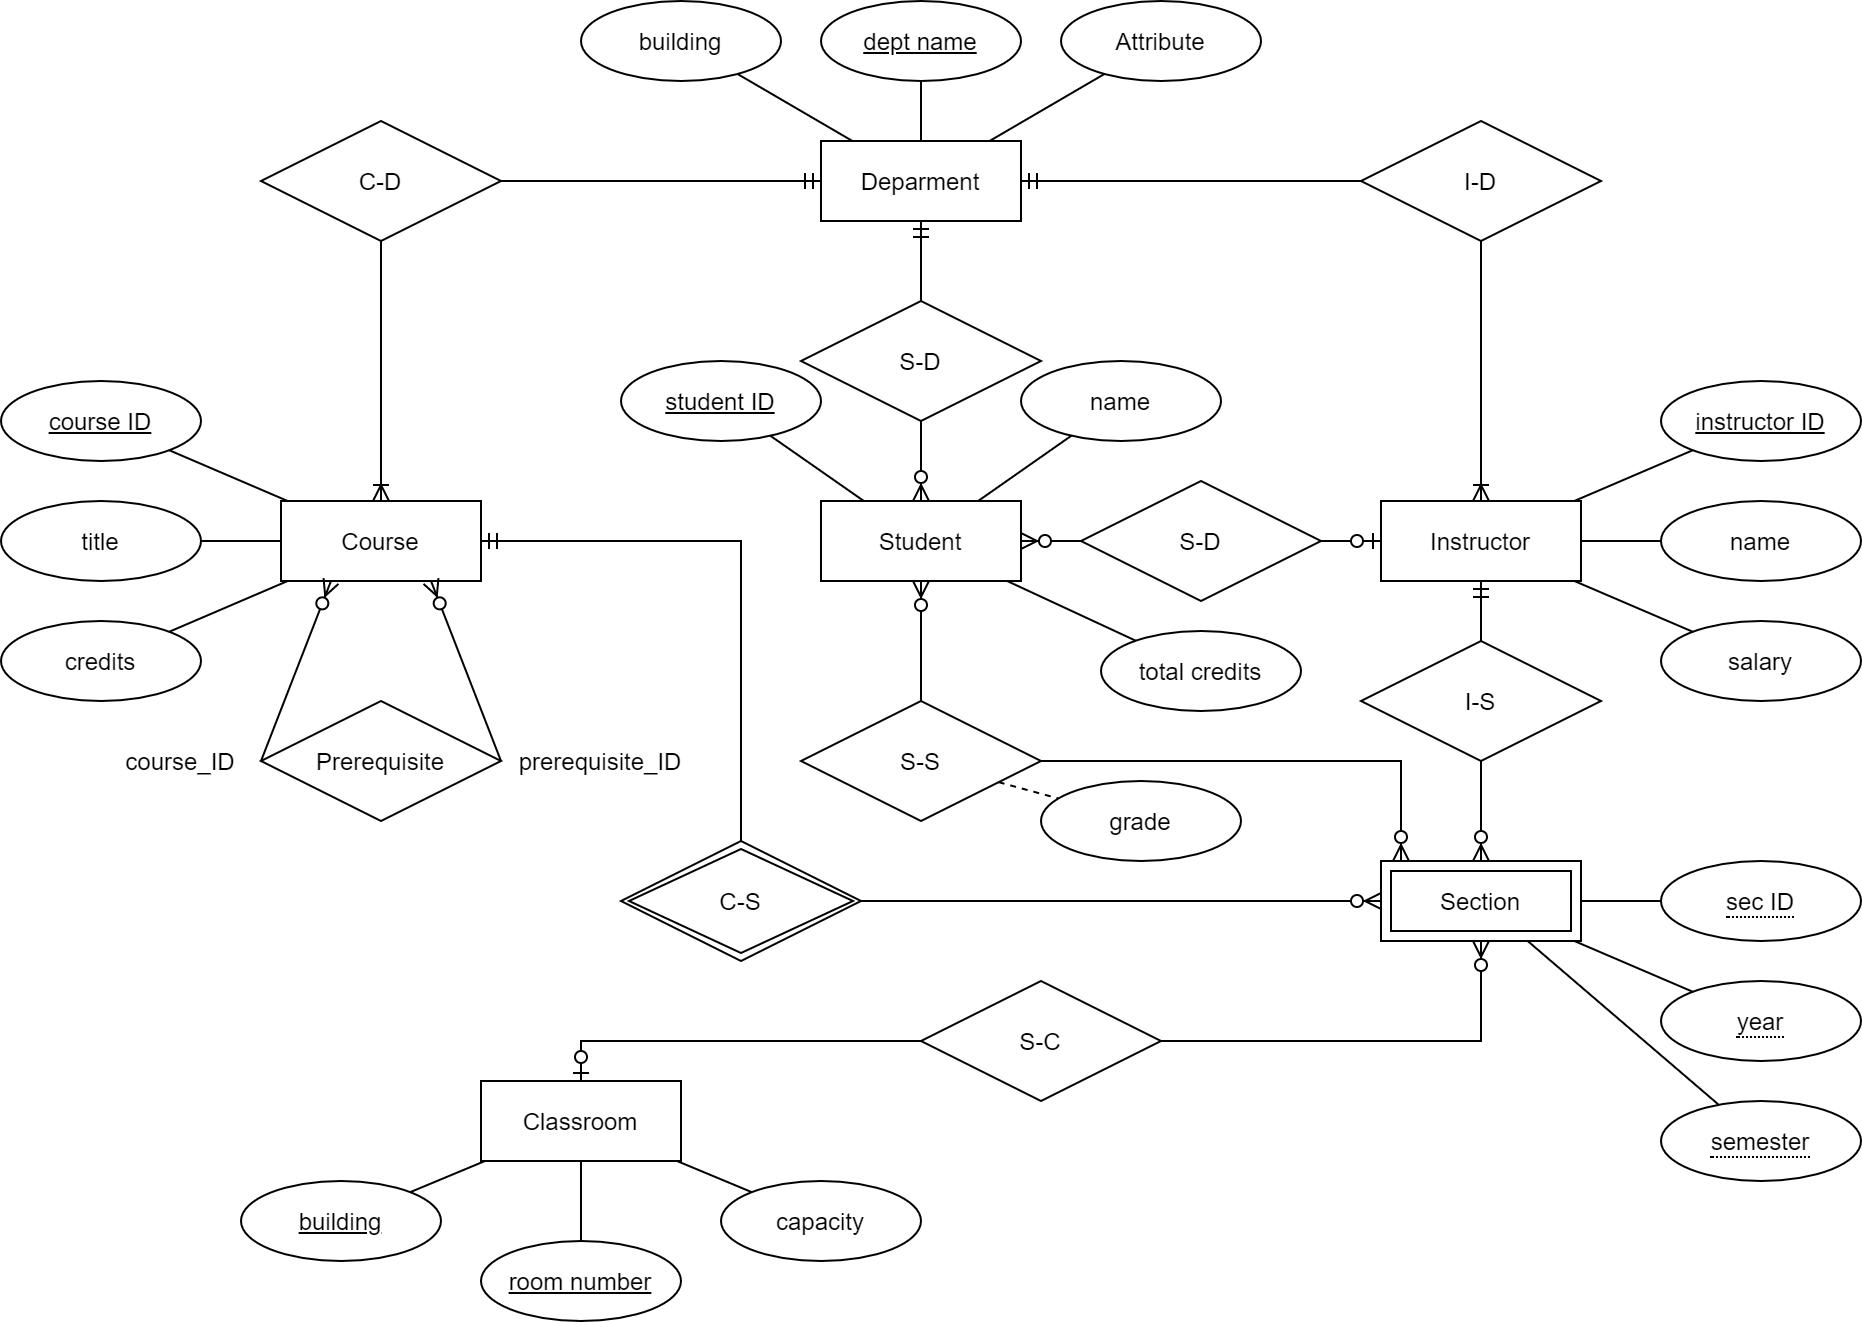 building
dept name
Attribute
C-D
Deparment
I-D
S-D
course ID
student ID
name
instructor ID
title
Course
Student
S-D
Instructor
name
credits
total credits
salary
I-S
course_ID
Prerequisite
prerequisite_ID
S-S
grade
C-S
Section
sec ID
year
S-C
Classroom
semester
building
capacity
room number